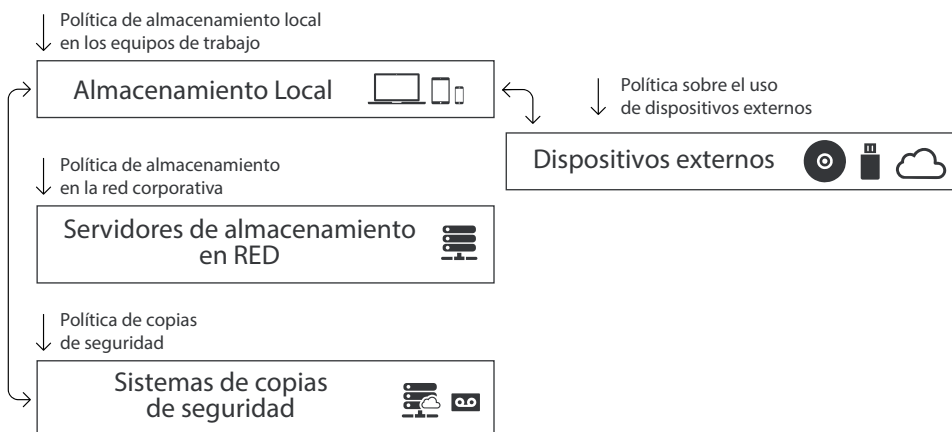 Política de almacenamiento local
en los equipos de trabajo
Almacenamiento Local
Política sobre el uso
de dispositivos externos
Dispositivos externos
Política de almacenamiento
en la red corporativa
Servidores de almacenamiento
en RED
Política de copias
de seguridad
Sistemas de copias
de seguridad